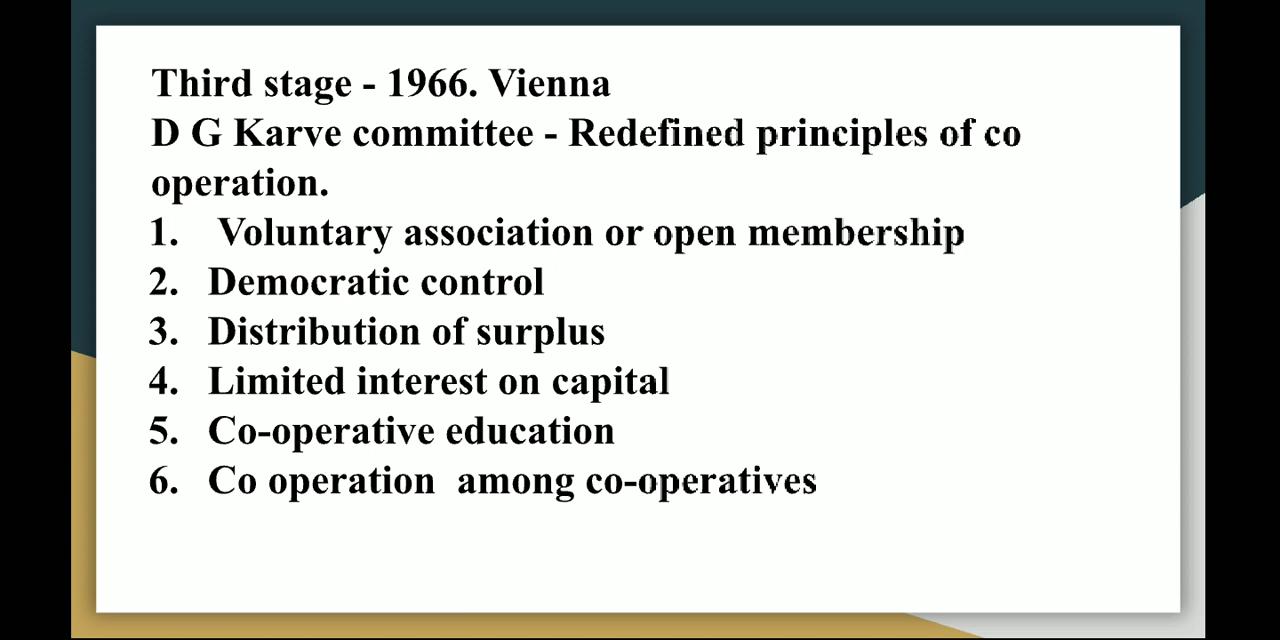 Third stage - 1966. Vienna
D G Karve committee - Redefined principles of co
operation.
1. Voluntary association or open membership
2. Democratic control
3. Distribution of surplus
4. Limited interest on capital
5. Co-operative education
6. Co operation among co-operatives